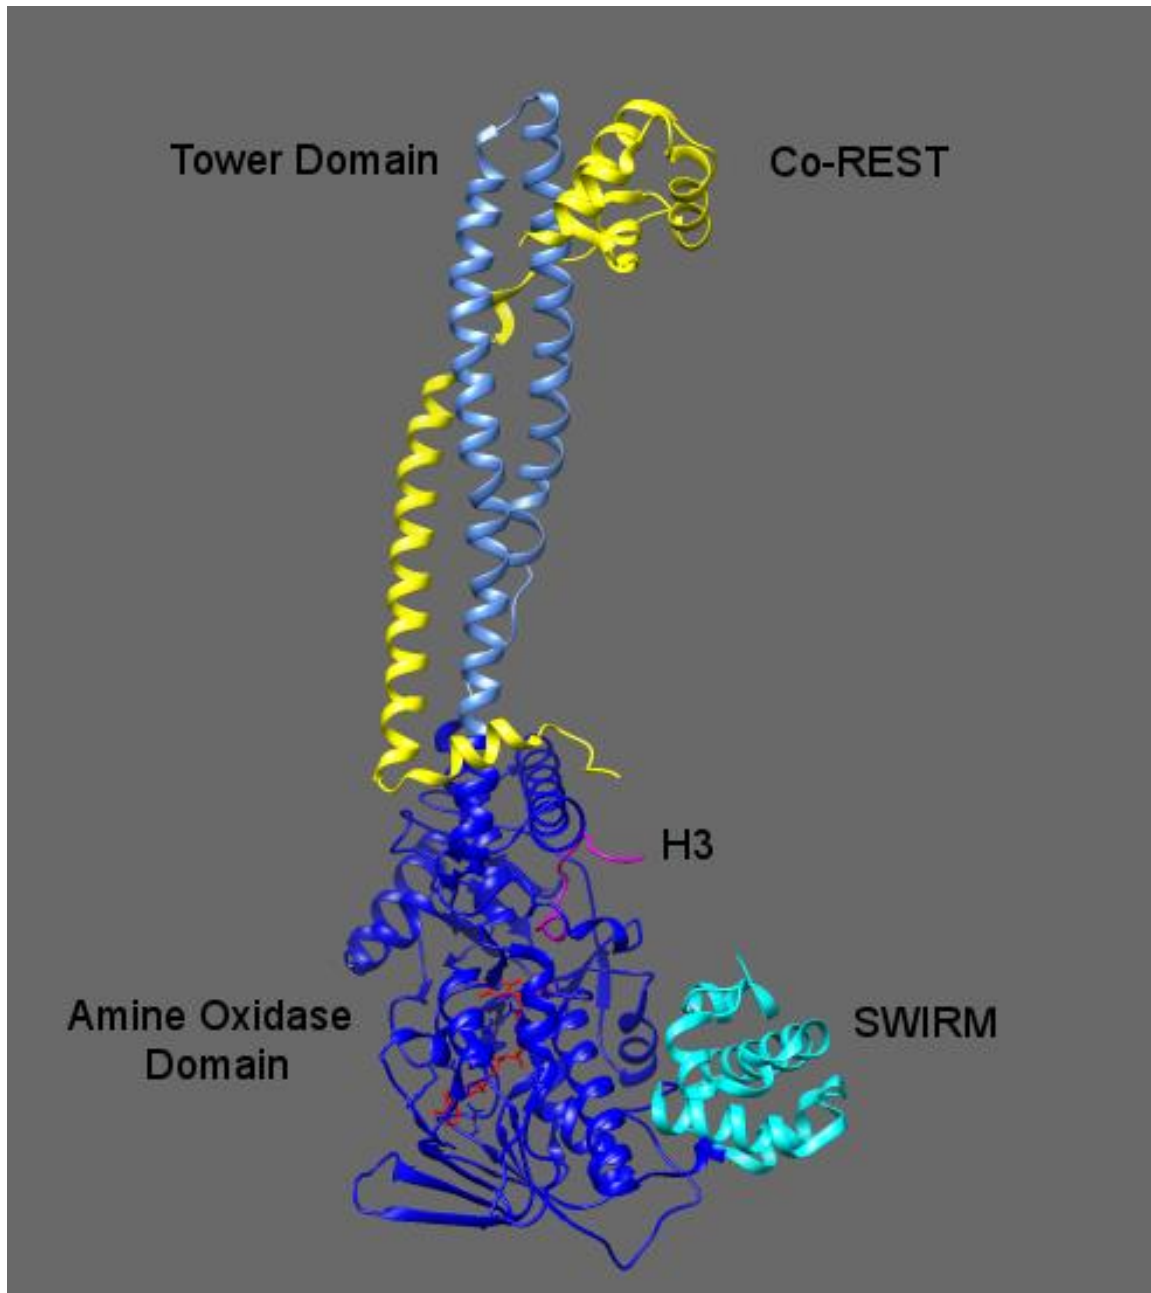 Tower Domain
Co-REST
H3
Amine Oxidase
Domain
SWIRM